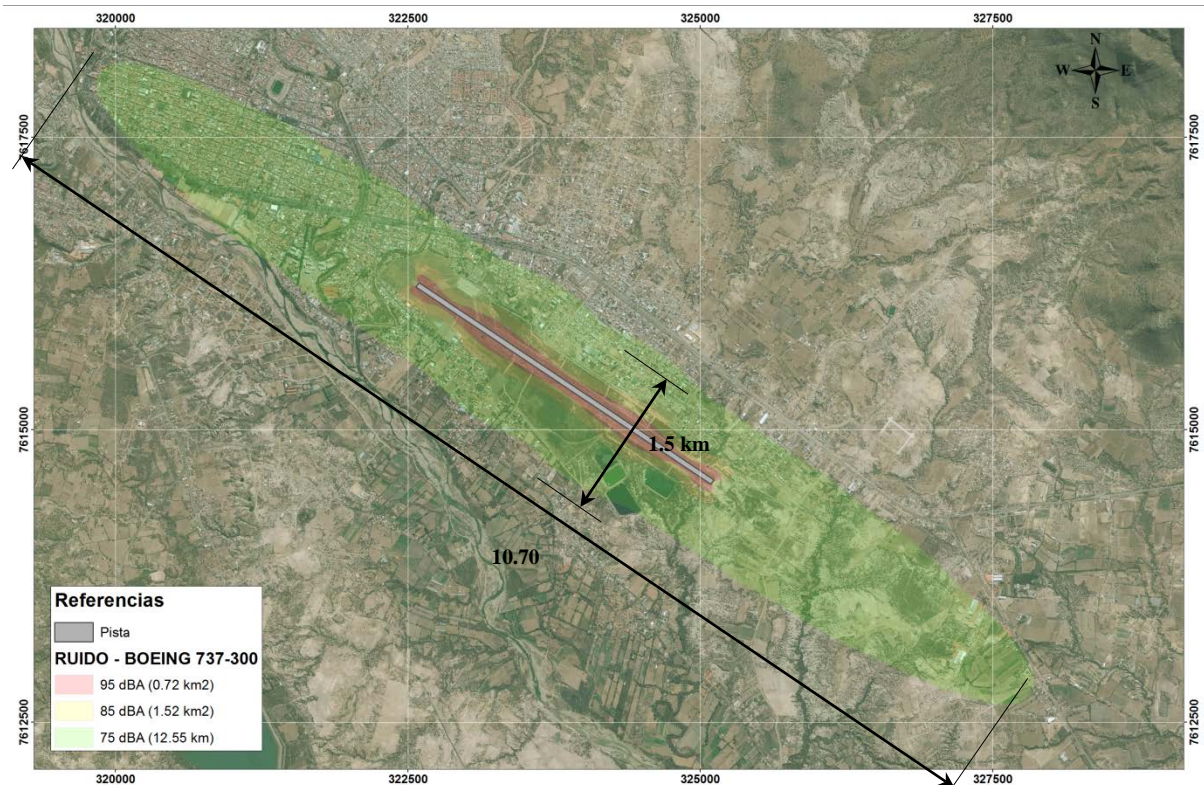 320000 322500 325000 327500
N
W E
S
7617500 7617500
7615000 7615000
1.5 km
10.70
7612500 7612500
Referencias
Pista
RUIDO - BOEING 737-300
95 dBA (0.72 km2)
85 dBA (1.52 km2)
75 dBA (12.55 km)
320000 322500 325000 327500